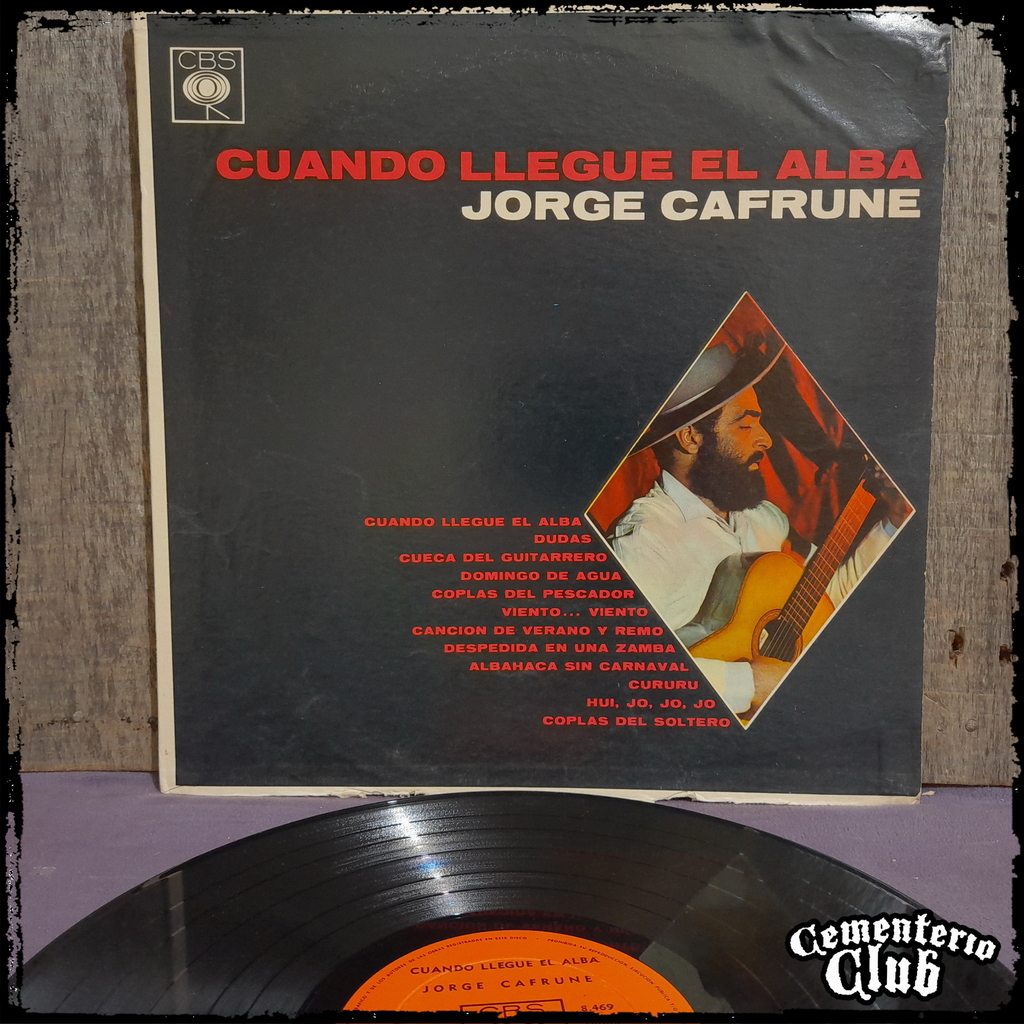 CBS
CUANDO LLEGUE EL ALBA
JORGE CAFRUNE
CUANDO LLEGUE EL ALBA
DUDAS
CUECA DEL GUITARRERO
DOMINGO DE AGUA
COPLAS DEL PESCADOR
VIENTO... VIENTO
CANCION DE VERANO Y REMO
DESPEDIDA EN UNA ZAMBA
ALBAHACA SIN CARNAVAL
CURURU
HUI, JO, JO, JO
COPLAS DEL SOLTERO
CUANDO LLEGUE EL ALBA
JORGE CAFRUNE
CBS
8.469
Cementerio
Club